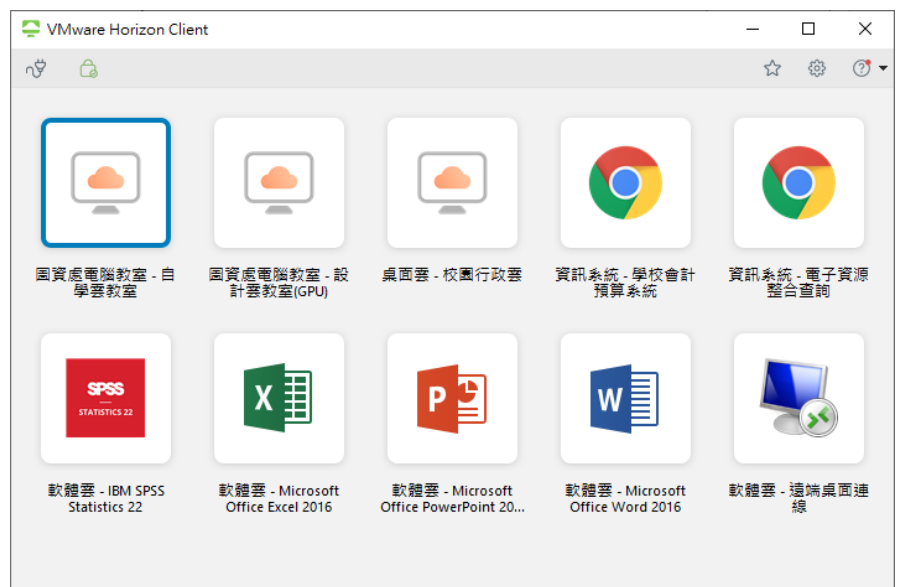 VMware Horizon Client
圖資處電腦教室 - 自
學雲教室
圖資處電腦教室 - 設
計雲教室(GPU)
桌面雲 - 校園行政雲
資訊系統 - 學校會計
預算系統
資訊系統 - 電子資源
整合查詢
SPSS
STATISTICS 22
X
P
W
軟體雲 - IBM SPSS
Statistics 22
軟體雲 - Microsoft
Office Excel 2016
軟體雲 - Microsoft
Office PowerPoint 20...
軟體雲 - Microsoft
Office Word 2016
軟體雲 - 遠端桌面連
線